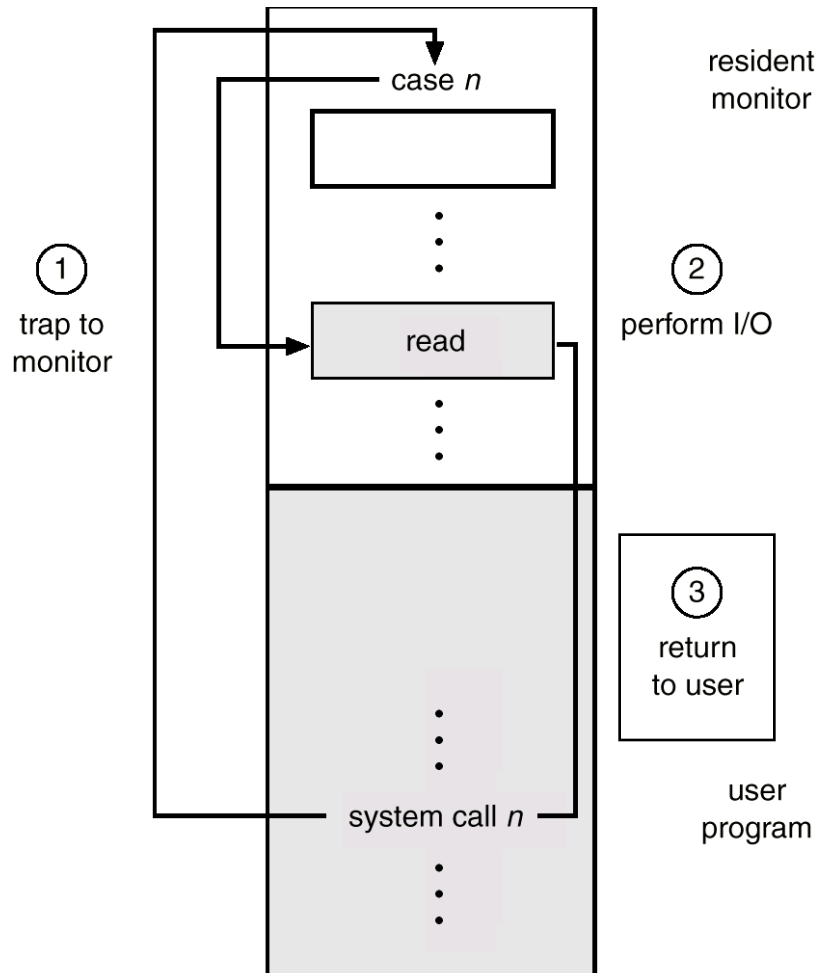 case n
resident
monitor
1
trap to
monitor
read
2
perform I/O
3
return
to user
system call n
user
program